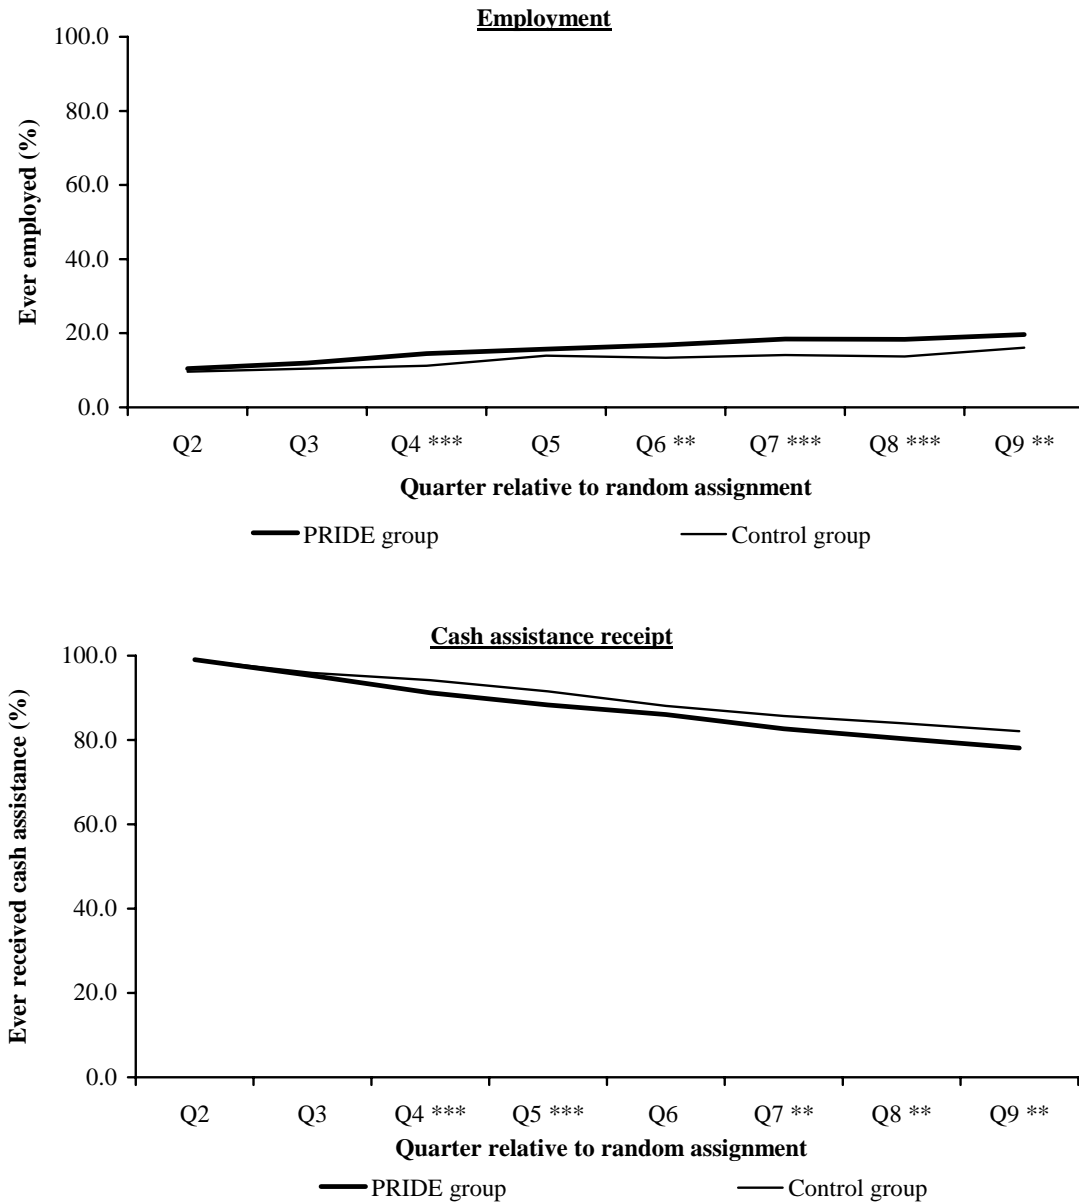 Employment
Ever employed (%)
100.0
80.0
60.0
40.0
20.0
0.0
Q2 Q3 Q4 *** Q5 Q6 ** Q7 *** Q8 *** Q9 **
Quarter relative to random assignment
PRIDE group Control group
Cash assistance receipt
Ever received cash assistance (%)
100.0
80.0
60.0
40.0
20.0
0.0
Q2 Q3 Q4 *** Q5 *** Q6 Q7 ** Q8 ** Q9 **
Quarter relative to random assignment
PRIDE group Control group